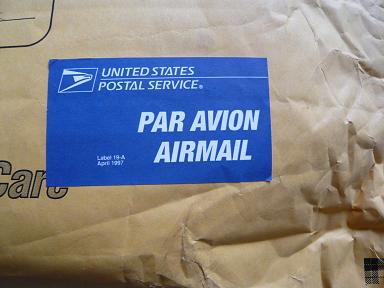 UNITED STATES
POSTAL SERVICE®
PAR AVION
AIRMAIL
Label 19-A
April 1997
Care